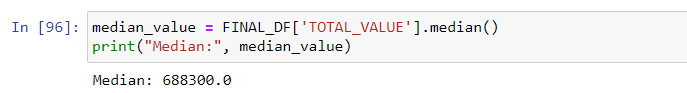 In [96]: median_value = FINAL_DF['TOTAL_VALUE'].median()
print("Median:", median_value)
Median: 688300.0